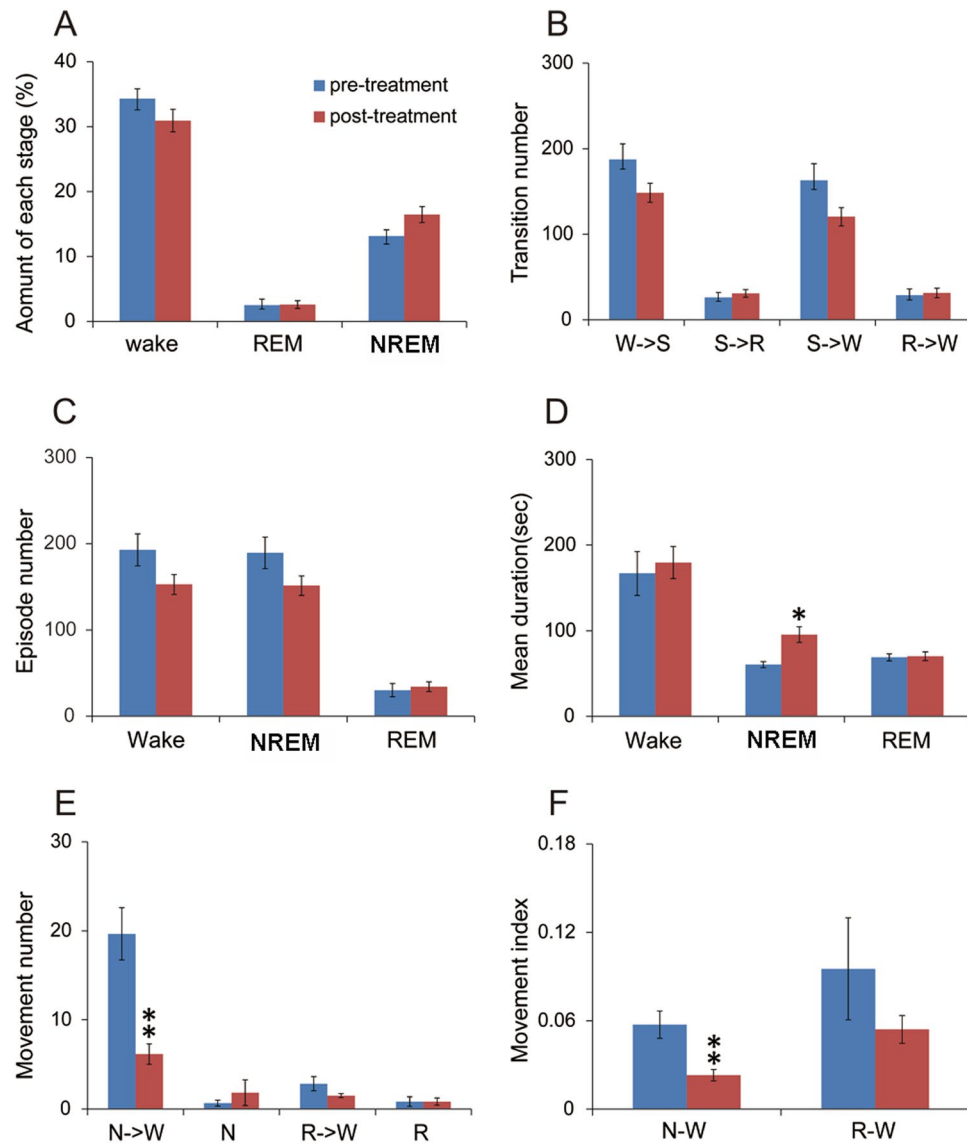 A
Aomunt of each stage (%)
40
30
20
10
0
pre-treatment
post-treatment
wake REM NREM
B
Transition number
300
200
100
0
W->S S->R S->W R->W
C
Episode number
300
200
100
0
Wake NREM REM
D
Mean duration(sec)
300
200
100
0
*
Wake NREM REM
E
Movement number
30
20
10
0
**
N->W N R->W R
F
Movement index
0.18
0.12
0.06
0
**
N-W R-W